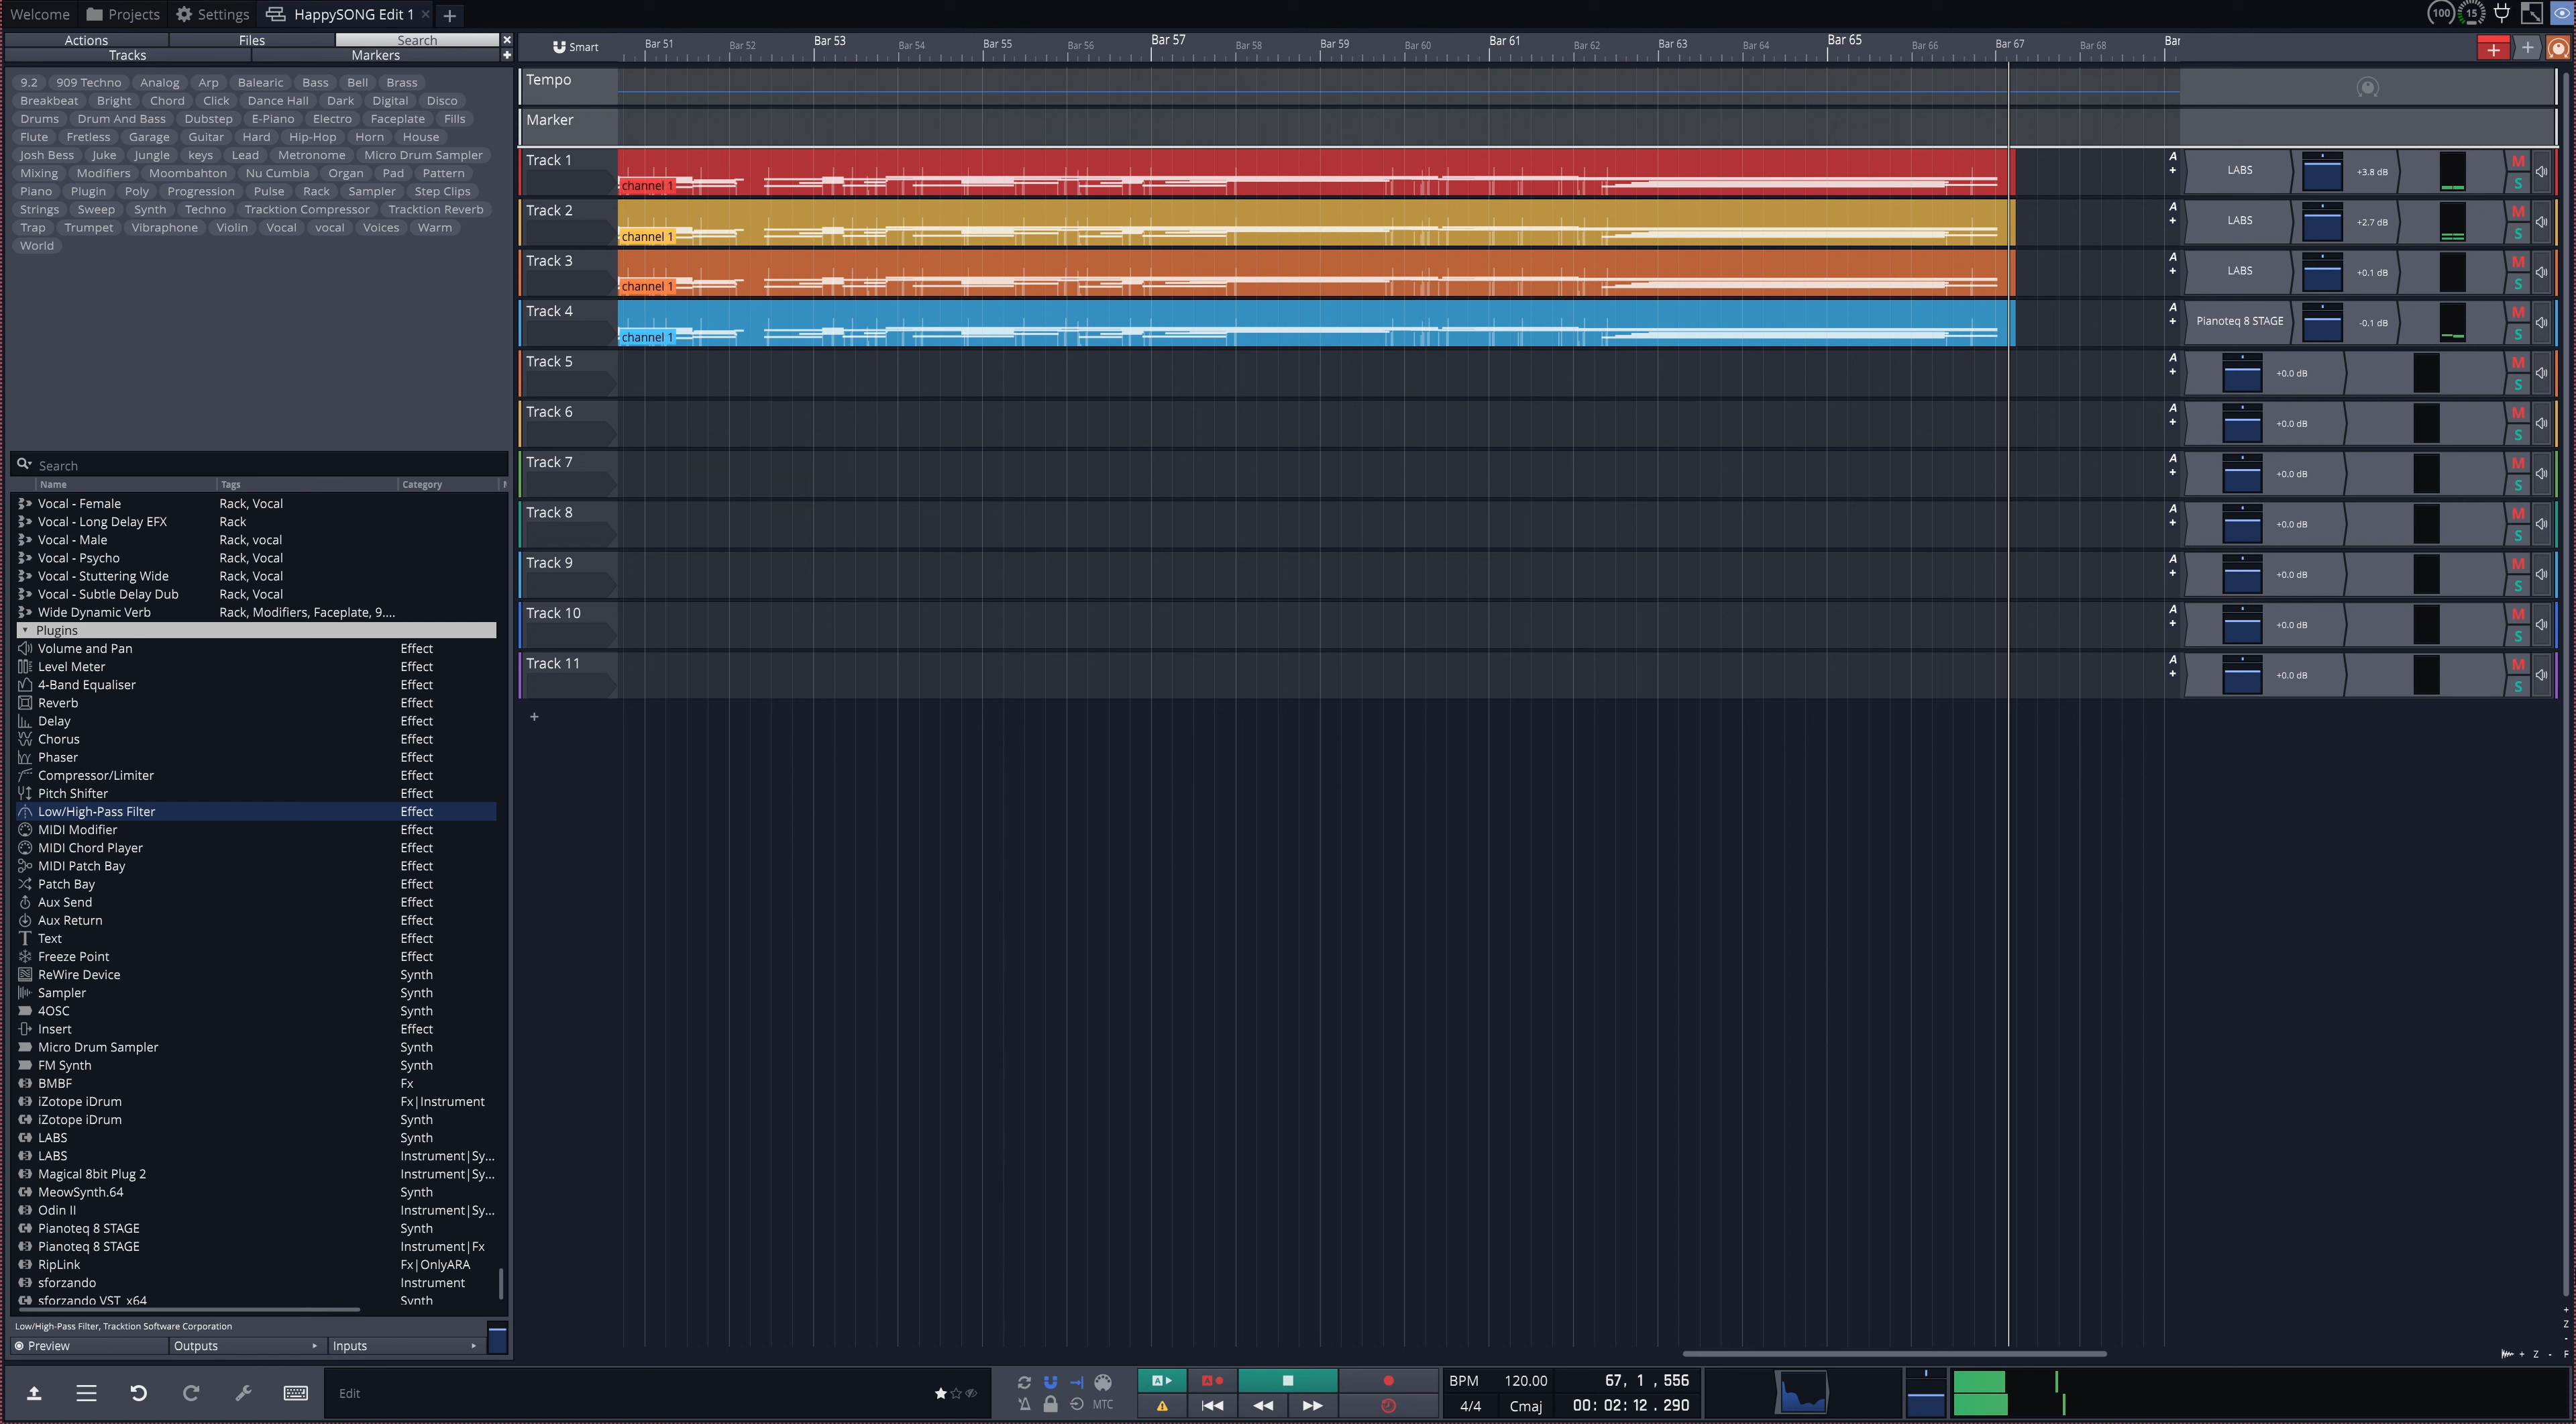 Welcome Projects Settings HappySONG Edit 1
100 15
Actions Files Search
Tracks Markers
9.2 909 Techno Analog Arp Balearic Bass Bell Brass
Breakbeat Bright Chord Click Dance Hall Dark Digital Disco
Drums Drum And Bass Dubstep E-Piano Electro Faceplate Fills
Flute Fretless Garage Guitar Hard Hip-Hop Horn House
Josh Bess Juke Jungle keys Lead Metronome Micro Drum Sampler
Mixing Modifiers Moombahton Nu Cumbia Organ Pad Pattern
Piano Plugin Poly Progression Pulse Rack Sampler Step Clips
Strings Sweep Synth Techno Tracktion Compressor Tracktion Reverb
Trap Trumpet Vibraphone Violin Vocal vocal Voices Warm
World
Search
Name Tags Category
Vocal - Female Rack, Vocal
Vocal - Long Delay EFX Rack
Vocal - Male Rack, vocal
Vocal - Psycho Rack, Vocal
Vocal - Stuttering Wide Rack, Vocal
Vocal - Subtle Delay Dub Rack, Vocal
Wide Dynamic Verb Rack, Modifiers, Faceplate, 9....
Plugins
Volume and Pan Effect
Level Meter Effect
4-Band Equaliser Effect
Reverb Effect
Delay Effect
Chorus Effect
Phaser Effect
Compressor/Limiter Effect
Pitch Shifter Effect
Low/High-Pass Filter Effect
MIDI Modifier Effect
MIDI Chord Player Effect
MIDI Patch Bay Effect
Patch Bay Effect
Aux Send Effect
Aux Return Effect
Text Effect
Freeze Point Effect
ReWire Device Synth
Sampler Synth
4OSC Synth
Insert Effect
Micro Drum Sampler Synth
FM Synth Synth
BMBF Fx
iZotope iDrum Fx|Instrument
iZotope iDrum Synth
LABS Synth
LABS Instrument|Sy...
Magical 8bit Plug 2 Instrument|Sy...
MeowSynth.64 Synth
Odin II Instrument|Sy...
Pianoteq 8 STAGE Synth
Pianoteq 8 STAGE Instrument|Fx
RipLink Fx|OnlyARA
sforzando Instrument
sforzando VST_x64 Synth
Low/High-Pass Filter, Tracktion Software Corporation
Preview Outputs Inputs
Smart Bar 51 Bar 52 Bar 53 Bar 54 Bar 55 Bar 56 Bar 57 Bar 58 Bar 59 Bar 60 Bar 61 Bar 62 Bar 63 Bar 64 Bar 65 Bar 66 Bar 67 Bar 68 Bar
Tempo
Marker
Track 1 channel 1 A + LABS +3.8 dB M S
Track 2 channel 1 A + LABS +2.7 dB M S
Track 3 channel 1 A + LABS +0.1 dB M S
Track 4 channel 1 A + Pianoteq 8 STAGE -0.1 dB M S
Track 5 A + +0.0 dB M S
Track 6 A + +0.0 dB M S
Track 7 A + +0.0 dB M S
Track 8 A + +0.0 dB M S
Track 9 A + +0.0 dB M S
Track 10 A + +0.0 dB M S
Track 11 A + +0.0 dB M S
+
+ Z -
+ Z - F
Edit
MTC
A A
BPM 120.00 67, 1 , 556
4/4 Cmaj 00: 02: 12 . 290